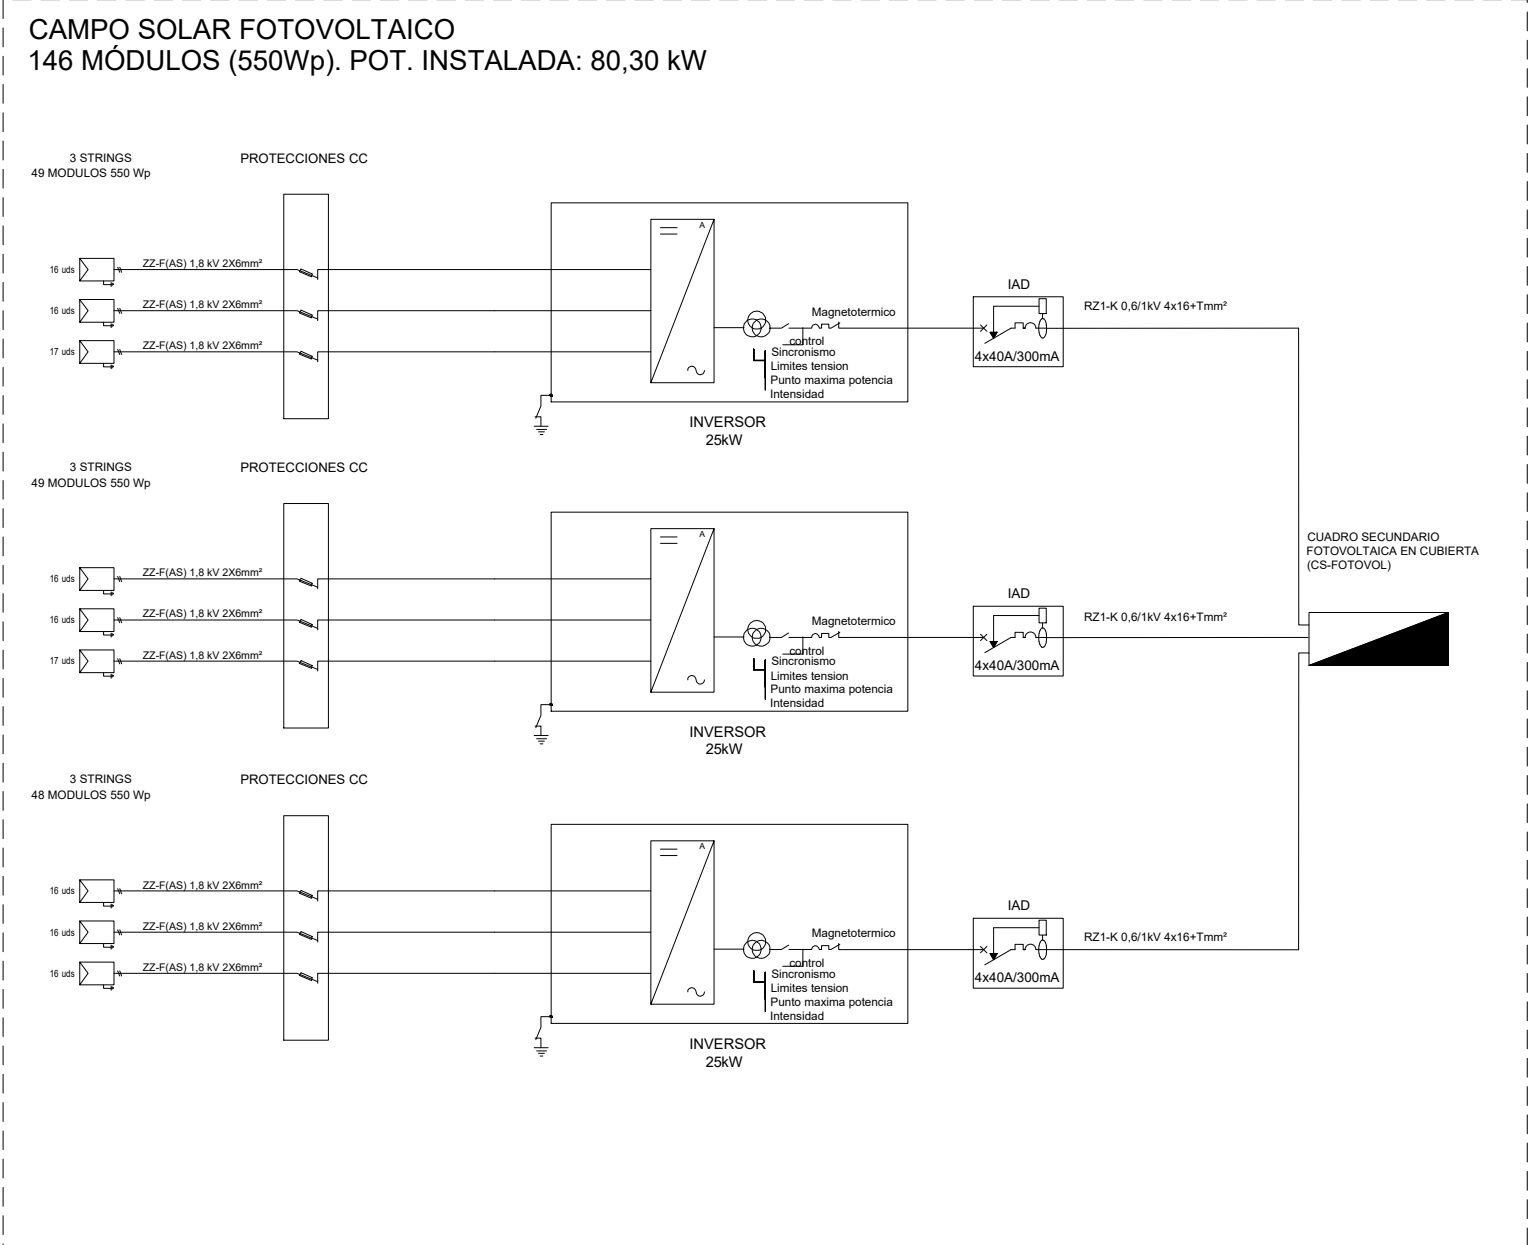 CAMPO SOLAR FOTOVOLTAICO
146 MÓDULOS (550Wp). POT. INSTALADA: 80,30 kW
3 STRINGS
49 MODULOS 550 Wp
PROTECCIONES CC
16 uds
ZZ-F(AS) 1,8 kV 2X6mm²
16 uds
ZZ-F(AS) 1,8 kV 2X6mm²
17 uds
ZZ-F(AS) 1,8 kV 2X6mm²
A
Magnetotermico
control
Sincronismo
Limites tension
Punto maxima potencia
Intensidad
INVERSOR
25kW
IAD
4x40A/300mA
RZ1-K 0,6/1kV 4x16+Tmm²
3 STRINGS
49 MODULOS 550 Wp
PROTECCIONES CC
16 uds
ZZ-F(AS) 1,8 kV 2X6mm²
16 uds
ZZ-F(AS) 1,8 kV 2X6mm²
17 uds
ZZ-F(AS) 1,8 kV 2X6mm²
A
Magnetotermico
control
Sincronismo
Limites tension
Punto maxima potencia
Intensidad
INVERSOR
25kW
IAD
4x40A/300mA
RZ1-K 0,6/1kV 4x16+Tmm²
CUADRO SECUNDARIO
FOTOVOLTAICA EN CUBIERTA
(CS-FOTOVOL)
3 STRINGS
48 MODULOS 550 Wp
PROTECCIONES CC
16 uds
ZZ-F(AS) 1,8 kV 2X6mm²
16 uds
ZZ-F(AS) 1,8 kV 2X6mm²
16 uds
ZZ-F(AS) 1,8 kV 2X6mm²
A
Magnetotermico
control
Sincronismo
Limites tension
Punto maxima potencia
Intensidad
INVERSOR
25kW
IAD
4x40A/300mA
RZ1-K 0,6/1kV 4x16+Tmm²